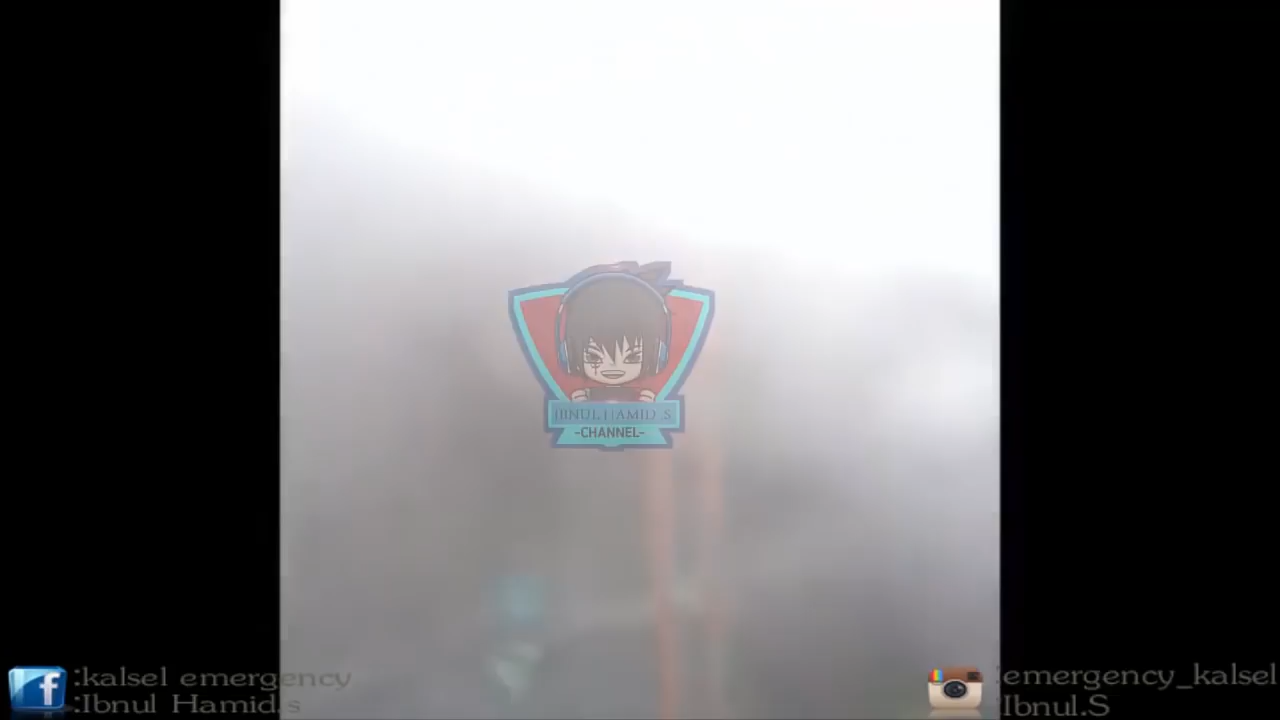 IBNUL HAMID .S
-CHANNEL-
:kalsel emergency
:Ibnul Hamid.s
:emergency_kalsel
:Ibnul.S